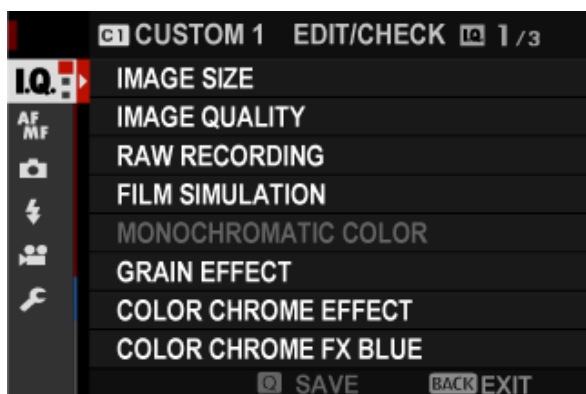 C1 CUSTOM 1 EDIT/CHECK I.Q. 1/3
I.Q.
IMAGE SIZE
AF MF
IMAGE QUALITY
RAW RECORDING
FILM SIMULATION
MONOCHROMATIC COLOR
GRAIN EFFECT
COLOR CHROME EFFECT
COLOR CHROME FX BLUE
Q SAVE BACK EXIT